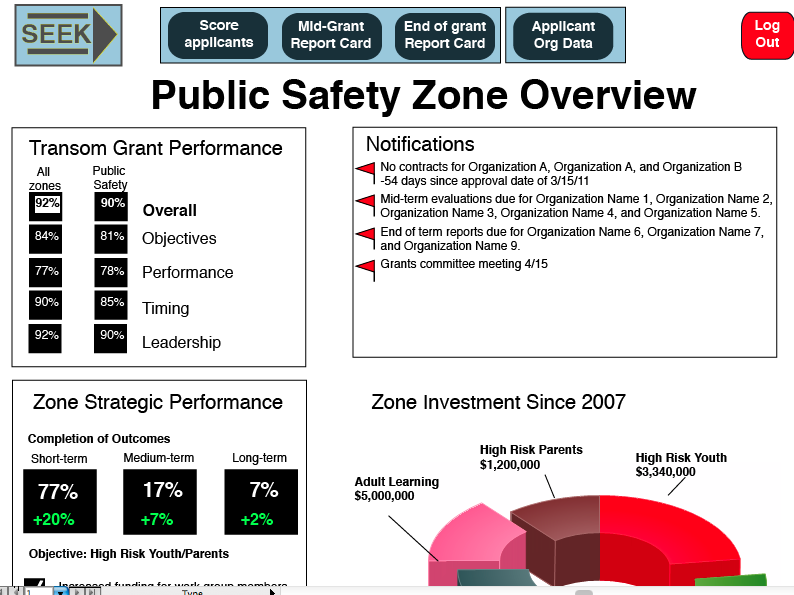 SEEK
Score
applicants
Mid-Grant
Report Card
End of grant
Report Card
Applicant
Org Data
Log
Out
Public Safety Zone Overview
Transom Grant Performance
All
zones
Public
Safety
92% 90% Overall
84% 81% Objectives
77% 78% Performance
90% 85% Timing
92% 90% Leadership
Notifications
No contracts for Organization A, Organization A, and Organization B
-54 days since approval date of 3/15/11
Mid-term evaluations due for Organization Name 1, Organization Name 2,
Organization Name 3, Organization Name 4, and Organization Name 5.
End of term reports due for Organization Name 6, Organization Name 7,
and Organization Name 9.
Grants committee meeting 4/15
Zone Strategic Performance
Completion of Outcomes
Short-term Medium-term Long-term
77% 17% 7%
+20% +7% +2%
Objective: High Risk Youth/Parents
Increased funding for work group members
Zone Investment Since 2007
High Risk Parents
$1,200,000
High Risk Youth
$3,340,000
Adult Learning
$5,000,000
1
Type